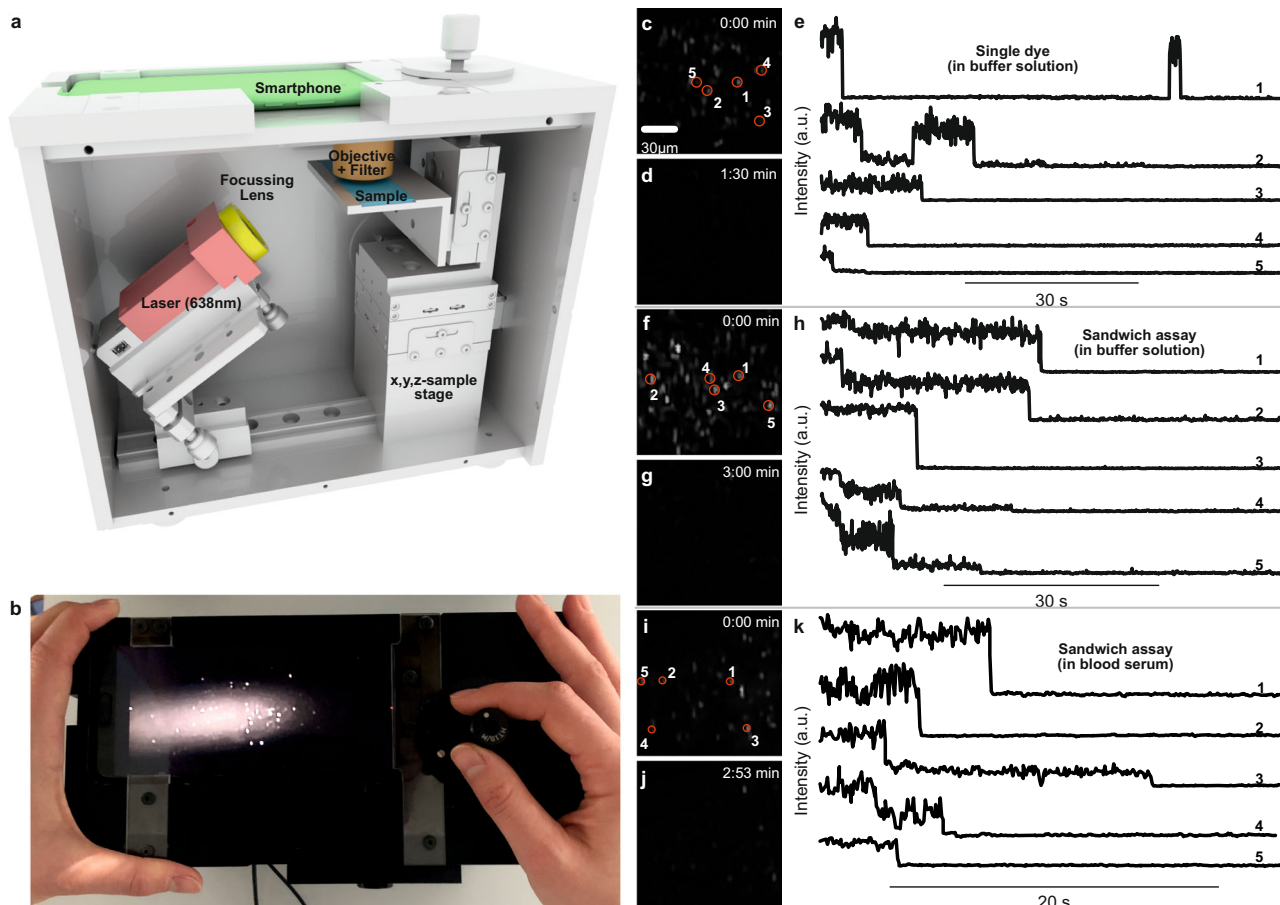 a
Smartphone
Objective
+ Filter
Focussing
Lens
Sample
Laser (638nm)
x,y,z-sample
stage
b
c
0:00 min
5
4
2
1
3
30µm
d
1:30 min
e
Single dye
(in buffer solution)
Intensity (a.u.)
1
2
3
4
5
30 s
f
0:00 min
4
1
2
3
5
g
3:00 min
h
Sandwich assay
(in buffer solution)
Intensity (a.u.)
1
2
3
4
5
30 s
i
0:00 min
5
2
1
4
3
j
2:53 min
k
Sandwich assay
(in blood serum)
Intensity (a.u.)
1
2
3
4
5
20 s